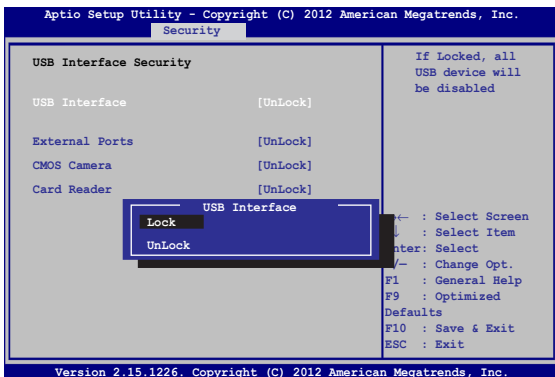 Aptio Setup Utility - Copyright (C) 2012 American Megatrends, Inc.
Security
USB Interface Security
USB Interface [UnLock]
External Ports [UnLock]
CMOS Camera [UnLock]
Card Reader [UnLock]
USB Interface
Lock
UnLock
If Locked, all
USB device will
be disabled
← : Select Screen
↓ : Select Item
nter: Select
/— : Change Opt.
F1 : General Help
F9 : Optimized
Defaults
F10 : Save & Exit
ESC : Exit
Version 2.15.1226. Copyright (C) 2012 American Megatrends, Inc.